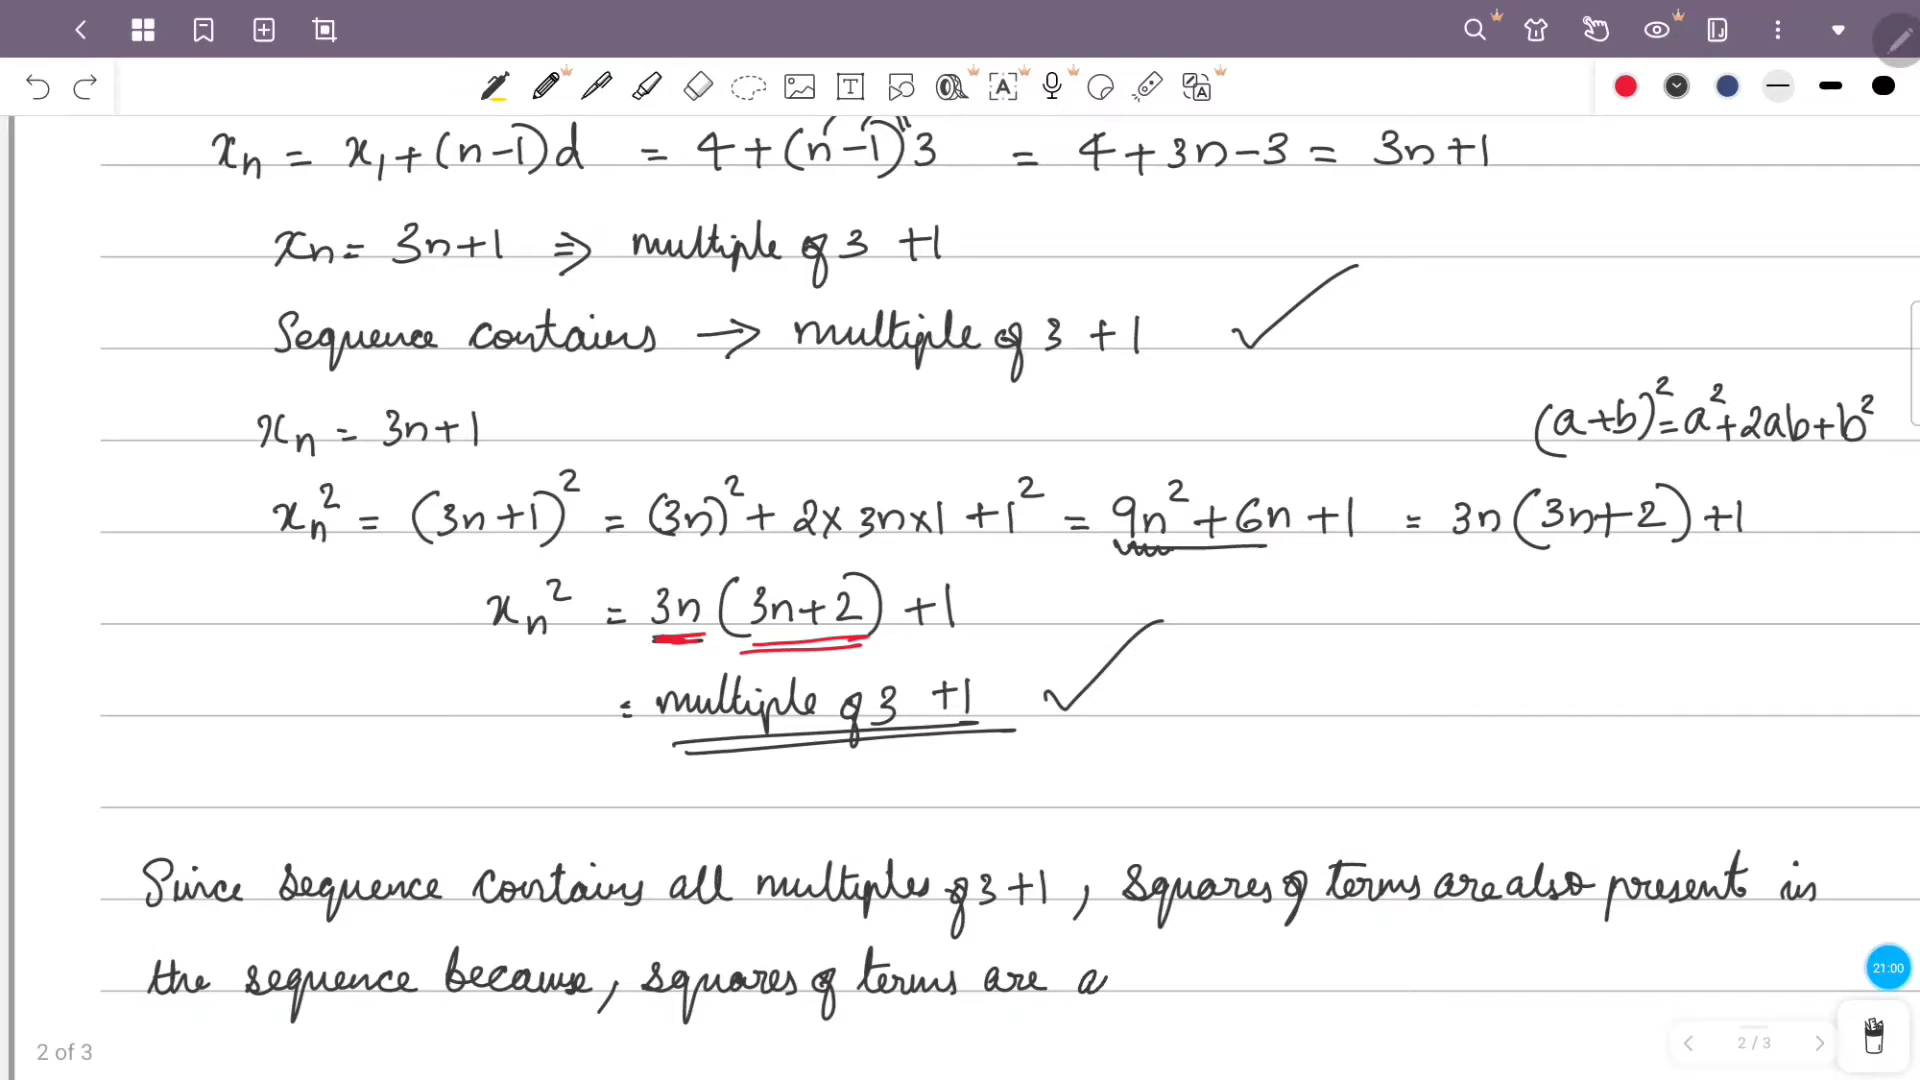 xₙ = x₁ + (n-1)d = 4 + (n-1)3 = 4 + 3n - 3 = 3n + 1
xₙ = 3n + 1 ⇒ multiple of 3 + 1
Sequence contains → multiple of 3 + 1 ✓
(a+b)² = a² + 2ab + b²
xₙ = 3n + 1
xₙ² = (3n + 1)² = (3n)² + 2 × 3n × 1 + 1² = 9n² + 6n + 1 = 3n(3n + 2) + 1
xₙ² = 3n(3n + 2) + 1
= multiple of 3 + 1 ✓
Since sequence contains all multiples of 3 + 1, squares of terms are also present in
the sequence because, squares of terms are a
21:00
2 of 3
2 / 3